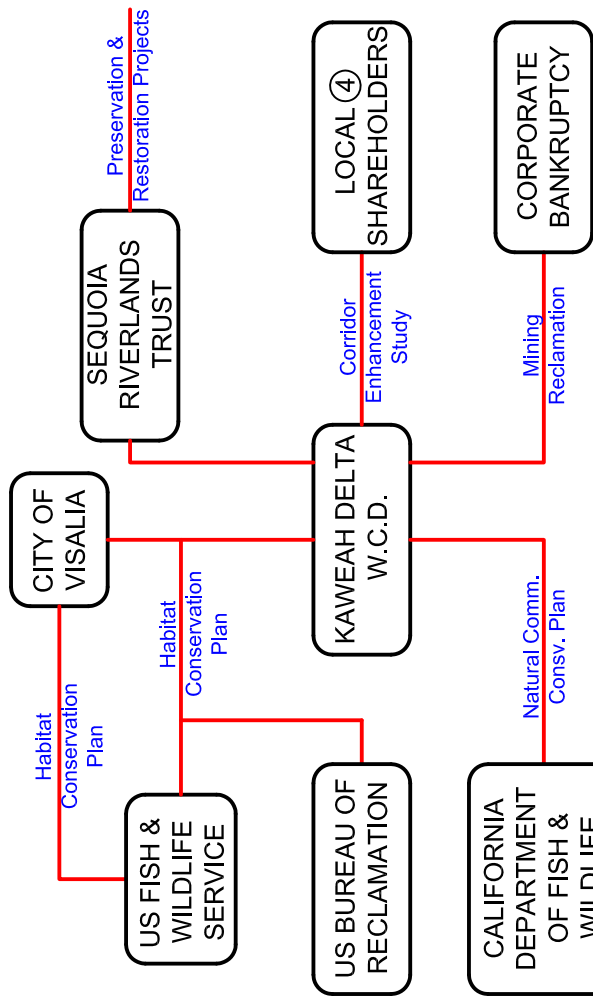 Preservation &
Restoration Projects
SEQUOIA
RIVERLANDS
TRUST
LOCAL ④
SHAREHOLDERS
CORPORATE
BANKRUPTCY
Corridor
Enhancement
Study
Mining
Reclamation
CITY OF
VISALIA
KAWEAH DELTA
W.C.D.
Habitat
Conservation
Plan
Habitat
Conservation
Plan
Natural Comm.
Consv. Plan
US FISH &
WILDLIFE
SERVICE
US BUREAU OF
RECLAMATION
CALIFORNIA
DEPARTMENT
OF FISH &
WILDLIFE